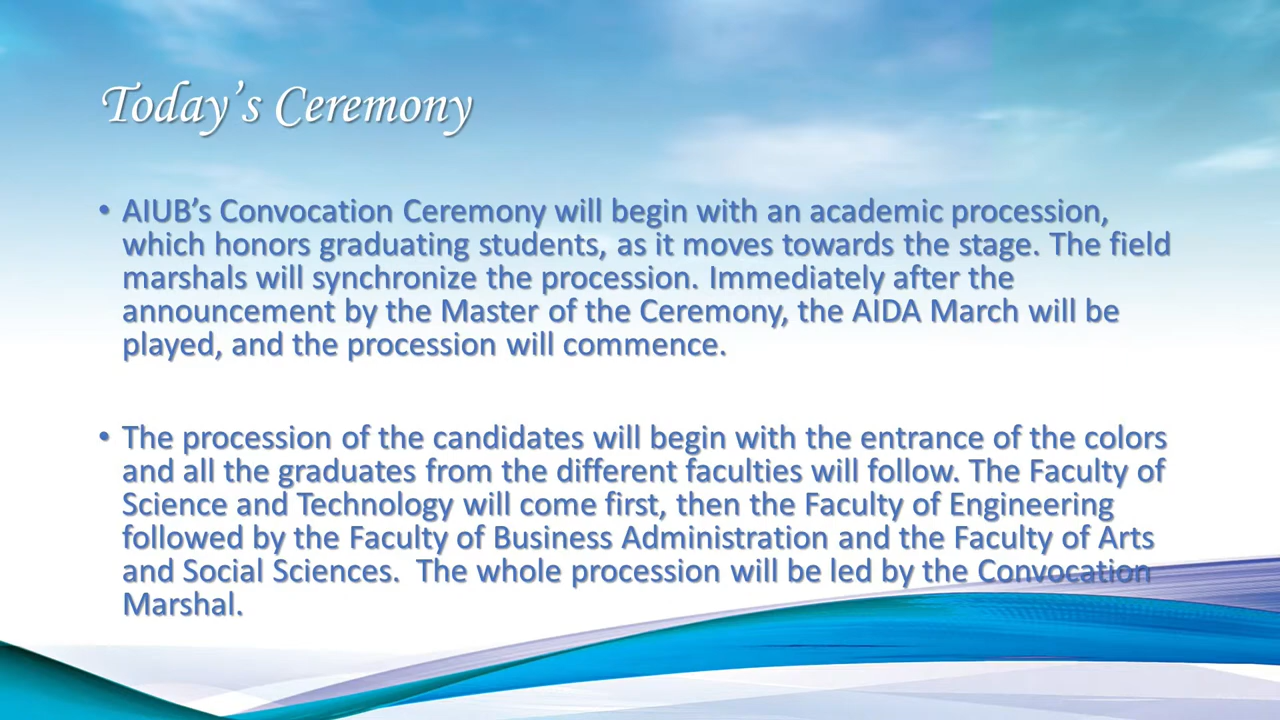 Today’s Ceremony
• AIUB’s Convocation Ceremony will begin with an academic procession,
which honors graduating students, as it moves towards the stage. The field
marshals will synchronize the procession. Immediately after the
announcement by the Master of the Ceremony, the AIDA March will be
played, and the procession will commence.
• The procession of the candidates will begin with the entrance of the colors
and all the graduates from the different faculties will follow. The Faculty of
Science and Technology will come first, then the Faculty of Engineering
followed by the Faculty of Business Administration and the Faculty of Arts
and Social Sciences.  The whole procession will be led by the Convocation
Marshal.